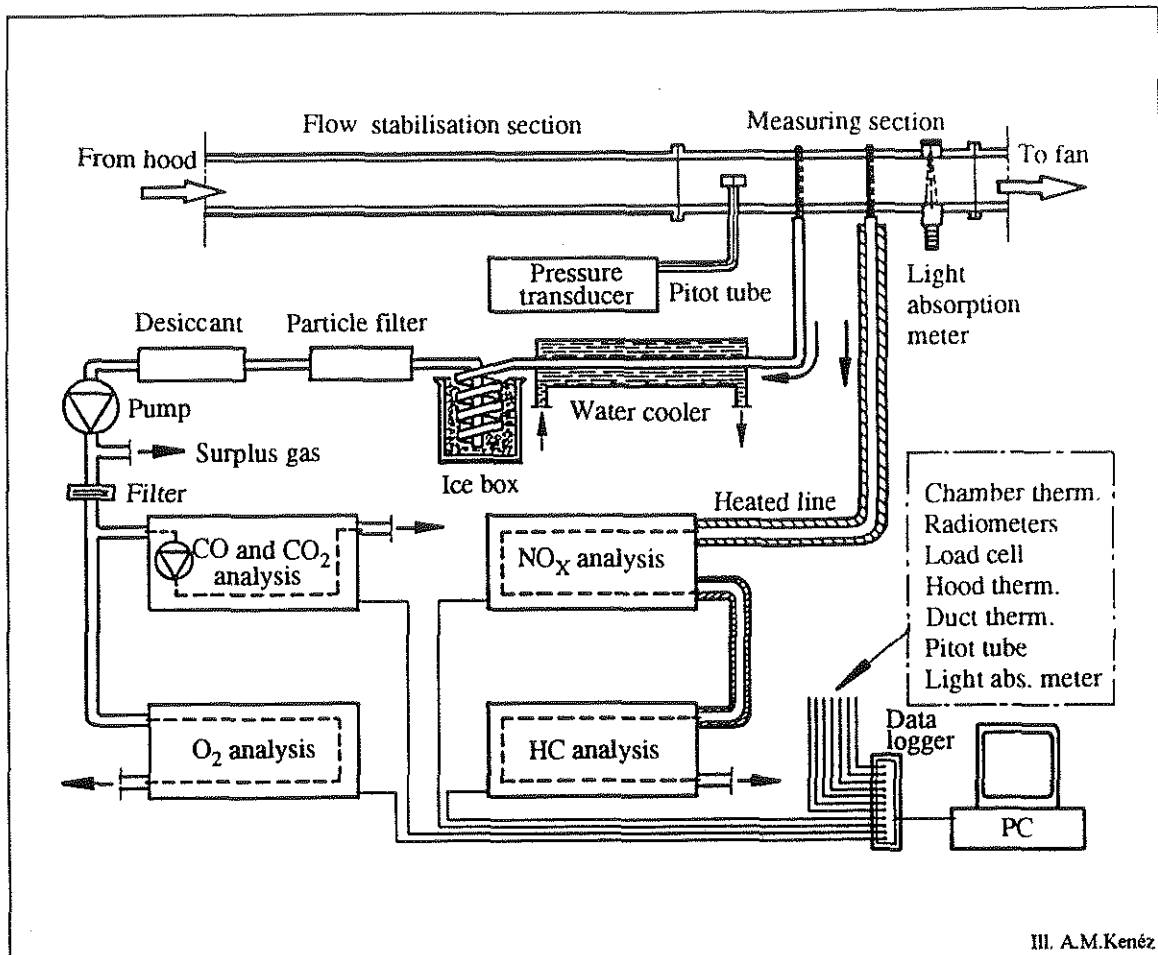 Flow stabilisation section
Measuring section
From hood
To fan
Pressure
transducer
Pitot tube
Light
absorption
meter
Desiccant
Particle filter
Pump
Water cooler
Surplus gas
Ice box
Filter
Heated line
CO and CO₂
analysis
NOX analysis
Chamber therm.
Radiometers
Load cell
Hood therm.
Duct therm.
Pitot tube
Light abs. meter
O₂ analysis
HC analysis
Data
logger
PC
Ill. A.M.Kenéz